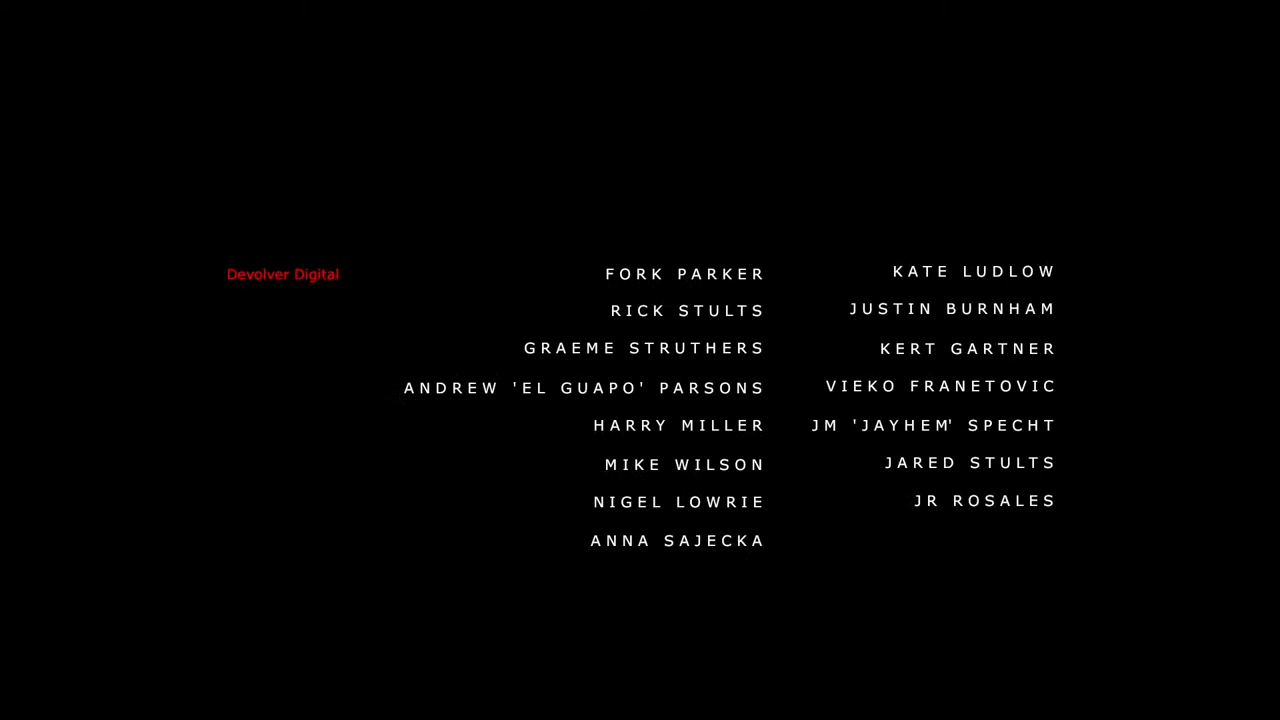 Devolver Digital
FORK PARKER
RICK STULTS
GRAEME STRUTHERS
ANDREW 'EL GUAPO' PARSONS
HARRY MILLER
MIKE WILSON
NIGEL LOWRIE
ANNA SAJECKA
KATE LUDLOW
JUSTIN BURNHAM
KERT GARTNER
VIEKO FRANETOVIC
JM 'JAYHEM' SPECHT
JARED STULTS
JR ROSALES